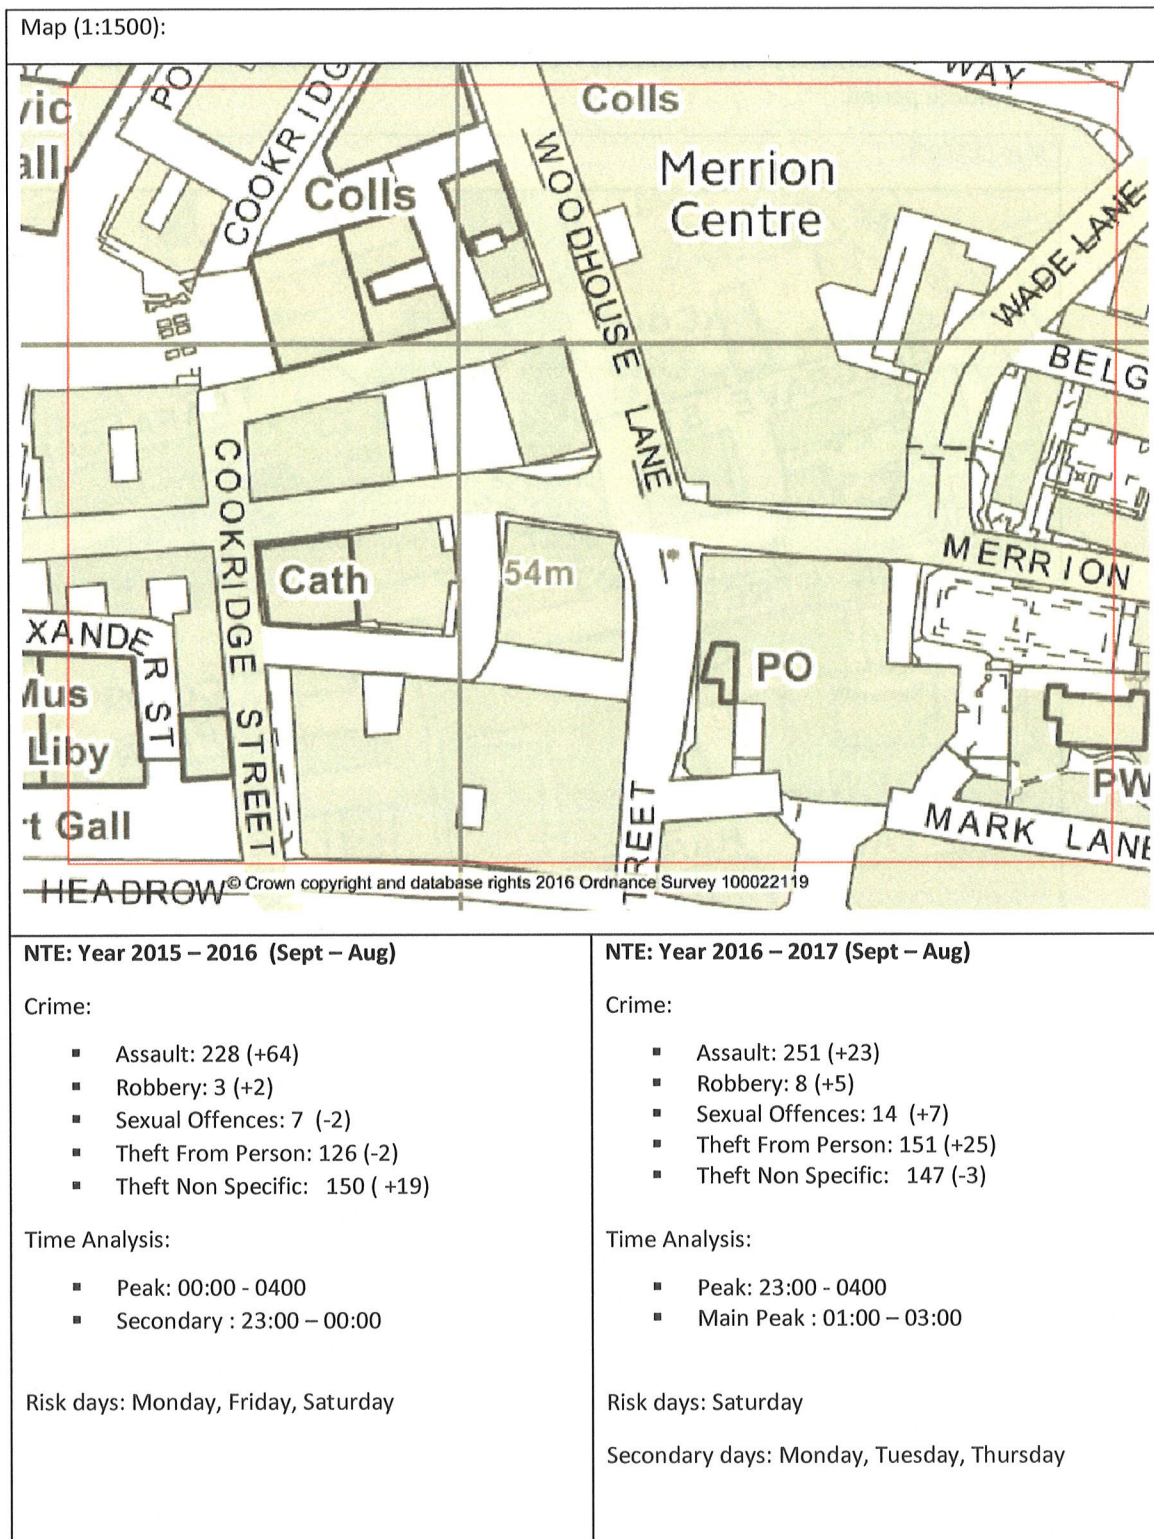 Map (1:1500):
WAY
PO
COOKRIDG
vic
all
Colls
Colls
WOODHOUSE LANE
Merrion
Centre
WADE LANE
BELG
COOKRIDGE STREET
Cath
54m
MERRION
XANDER ST
PO
Mus
Liby
PW
t Gall
TREET
MARK LANE
HEADROW
© Crown copyright and database rights 2016 Ordnance Survey 100022119
NTE: Year 2015 – 2016 (Sept – Aug)
Crime:
▪ Assault: 228 (+64)
▪ Robbery: 3 (+2)
▪ Sexual Offences: 7 (-2)
▪ Theft From Person: 126 (-2)
▪ Theft Non Specific: 150 ( +19)
Time Analysis:
▪ Peak: 00:00 - 0400
▪ Secondary : 23:00 – 00:00
Risk days: Monday, Friday, Saturday
NTE: Year 2016 – 2017 (Sept – Aug)
Crime:
▪ Assault: 251 (+23)
▪ Robbery: 8 (+5)
▪ Sexual Offences: 14 (+7)
▪ Theft From Person: 151 (+25)
▪ Theft Non Specific: 147 (-3)
Time Analysis:
▪ Peak: 23:00 - 0400
▪ Main Peak : 01:00 – 03:00
Risk days: Saturday
Secondary days: Monday, Tuesday, Thursday